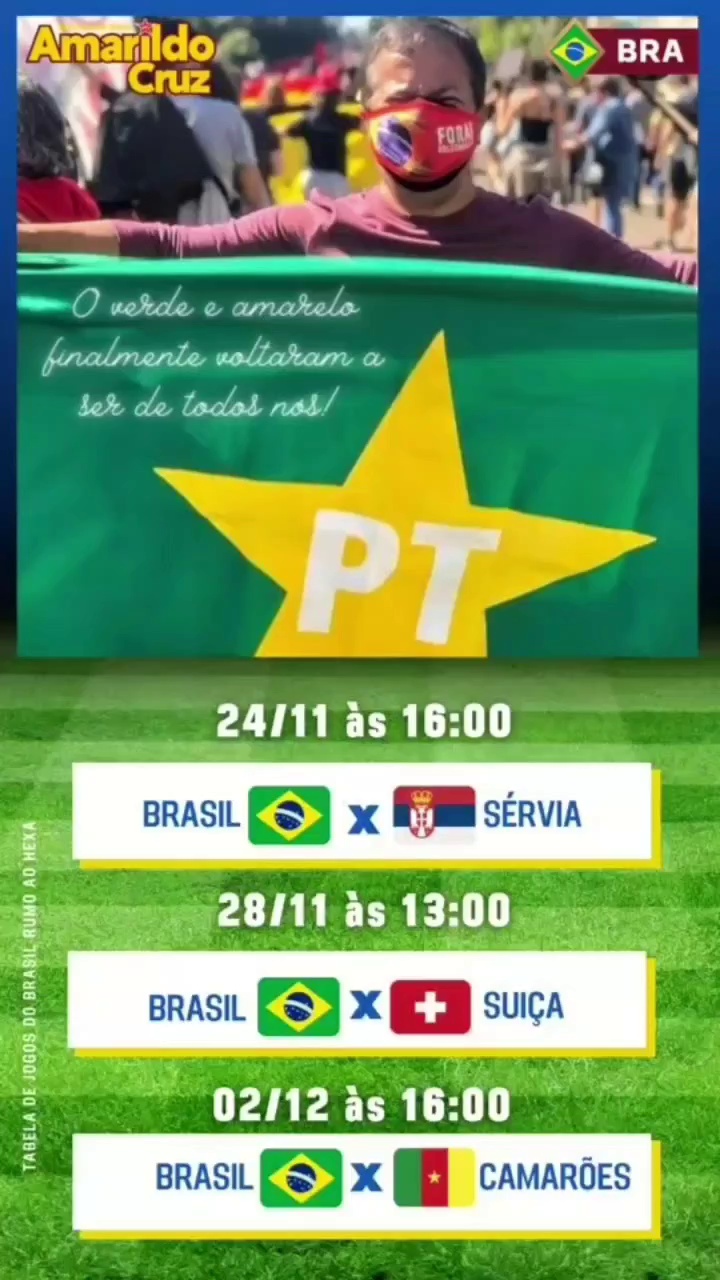 Amarildo
Cruz
BRA
FORA!
O verde e amarelo
finalmente voltaram a
ser de todos nós!
PT
24/11 às 16:00
BRASIL X SÉRVIA
28/11 às 13:00
BRASIL X SUIÇA
02/12 às 16:00
BRASIL X CAMARÕES
TABELA DE JOGOS DO BRASIL RUMO AO HEXA